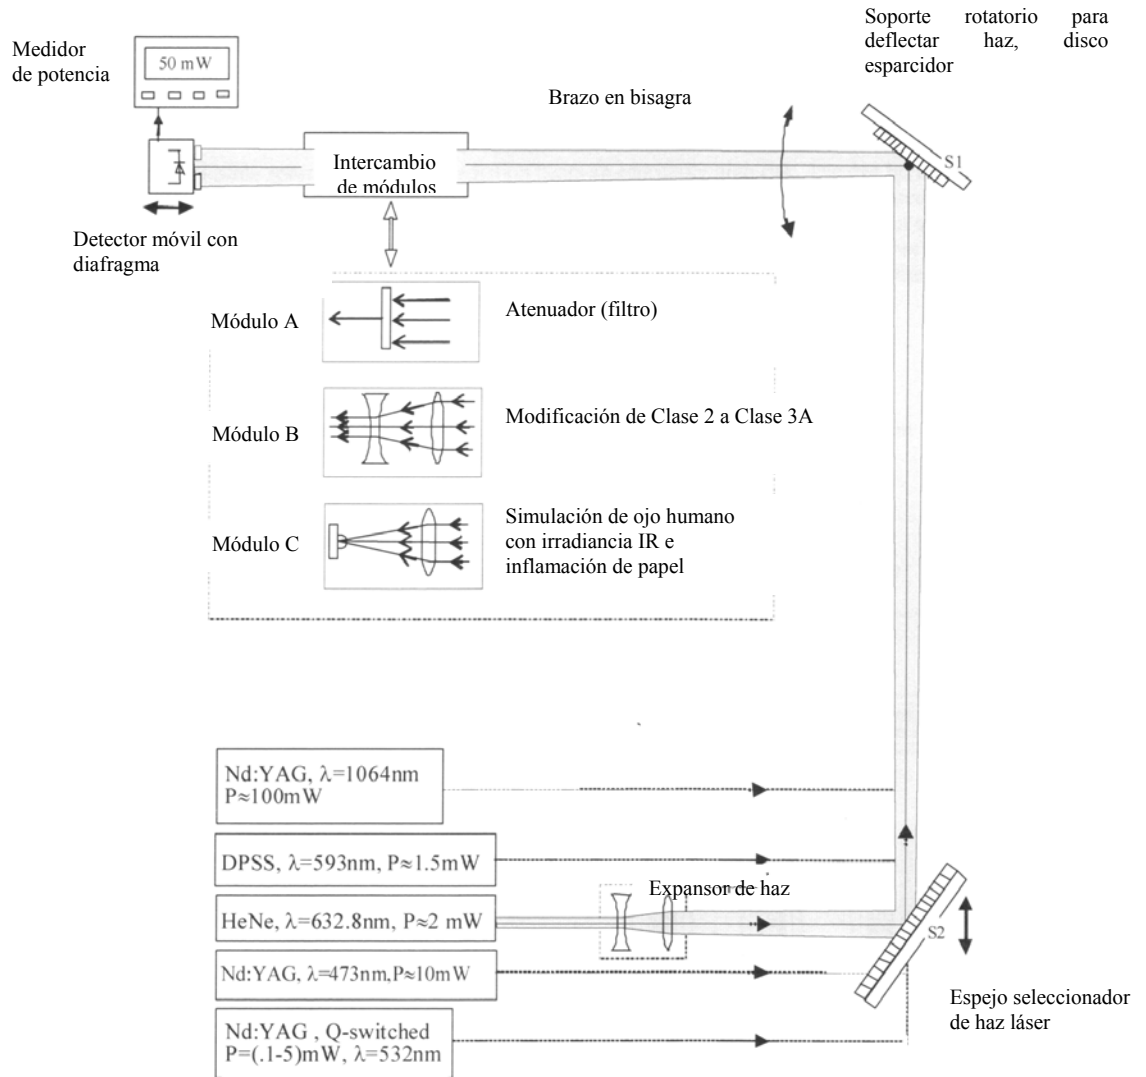 Soporte rotatorio para
deflectar haz, disco
esparcidor
Medidor
de potencia
50 mW
Brazo en bisagra
S1
Intercambio
de módulos
Detector móvil con
diafragma
Módulo A
Atenuador (filtro)
Módulo B
Modificación de Clase 2 a Clase 3A
Módulo C
Simulación de ojo humano
con irradiancia IR e
inflamación de papel
Nd:YAG, λ=1064nm
P≈100mW
DPSS, λ=593nm, P≈1.5mW
Expansor de haz
HeNe, λ=632.8nm, P≈2 mW
S2
Nd:YAG, λ=473nm,P≈10mW
Espejo seleccionador
de haz láser
Nd:YAG , Q-switched
P=(.1-5)mW, λ=532nm